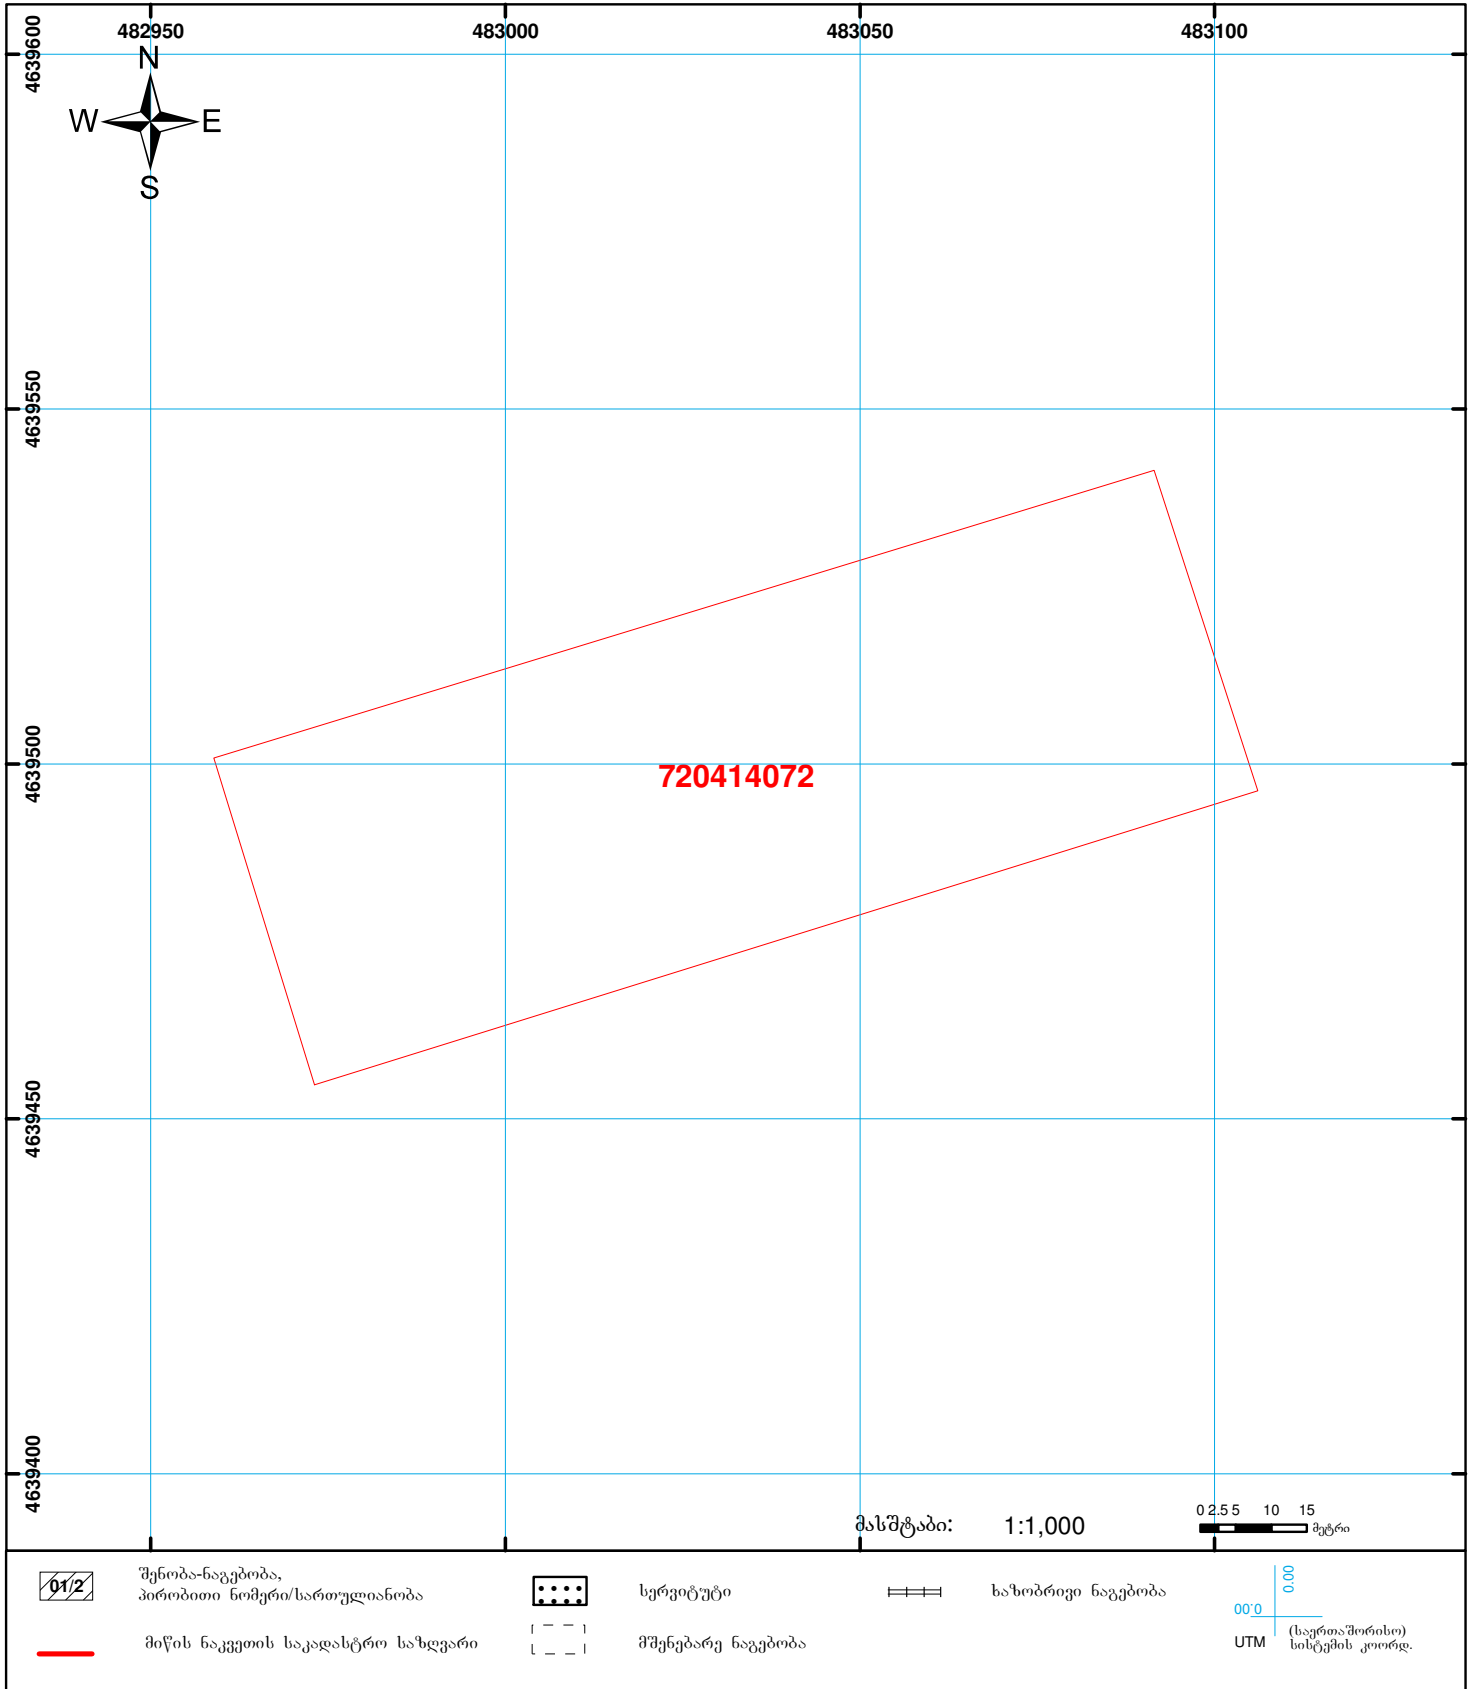 482950 483000 483050 483100
4639600
N
W E
S
4639550
4639500
720414072
4639450
4639400
მასშტაბი: 1:1,000
0 2.5 5 10 15
მეტრი
01/2
შენობა-ნაგებობა,
პირობითი ნომერი/სართულიანობა
სერვიტუტი
ხაზობრივი ნაგებობა
0.00
0.00
მიწის ნაკვეთის საკადასტრო საზღვარი
მშენებარე ნაგებობა
UTM
(საერთაშორისო)
სისტემის კოორდ.